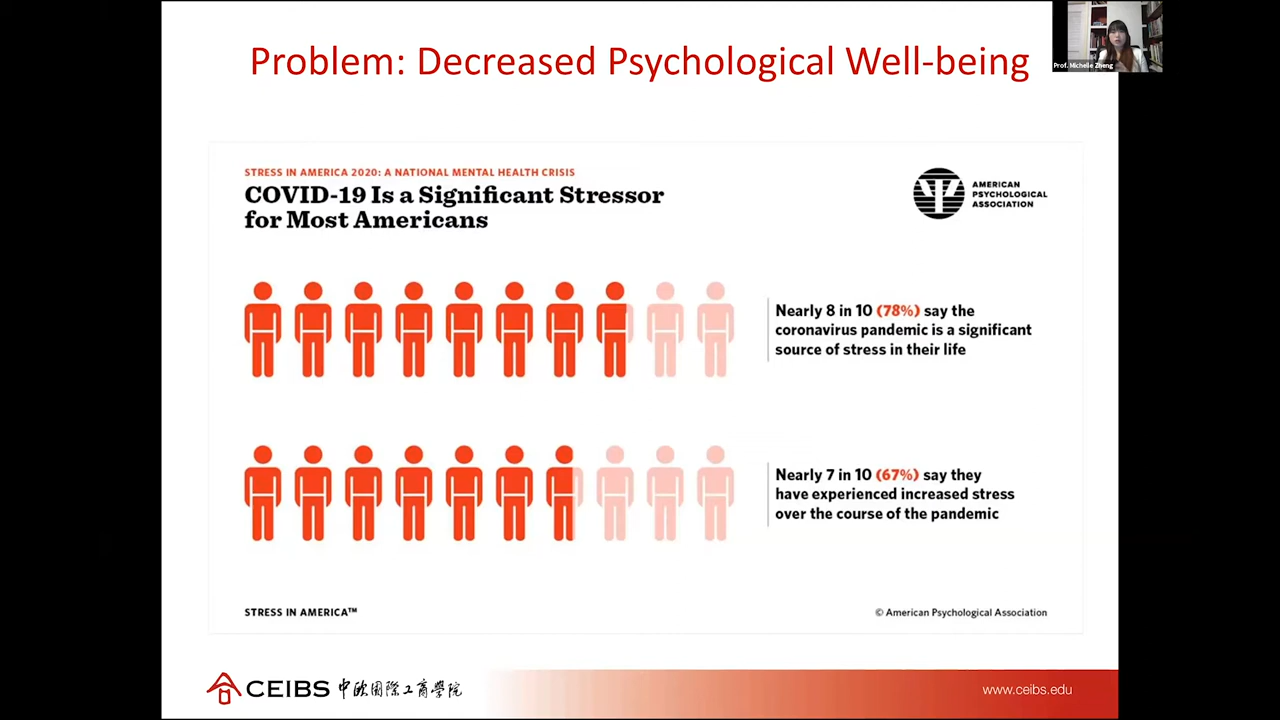 Problem: Decreased Psychological Well-being
Prof. Michelle Zheng
STRESS IN AMERICA 2020: A NATIONAL MENTAL HEALTH CRISIS
COVID-19 Is a Significant Stressor
for Most Americans
AMERICAN
PSYCHOLOGICAL
ASSOCIATION
Nearly 8 in 10 (78%) say the
coronavirus pandemic is a significant
source of stress in their life
Nearly 7 in 10 (67%) say they
have experienced increased stress
over the course of the pandemic
STRESS IN AMERICA™
© American Psychological Association
CEIBS 中欧國際工商學院
www.ceibs.edu